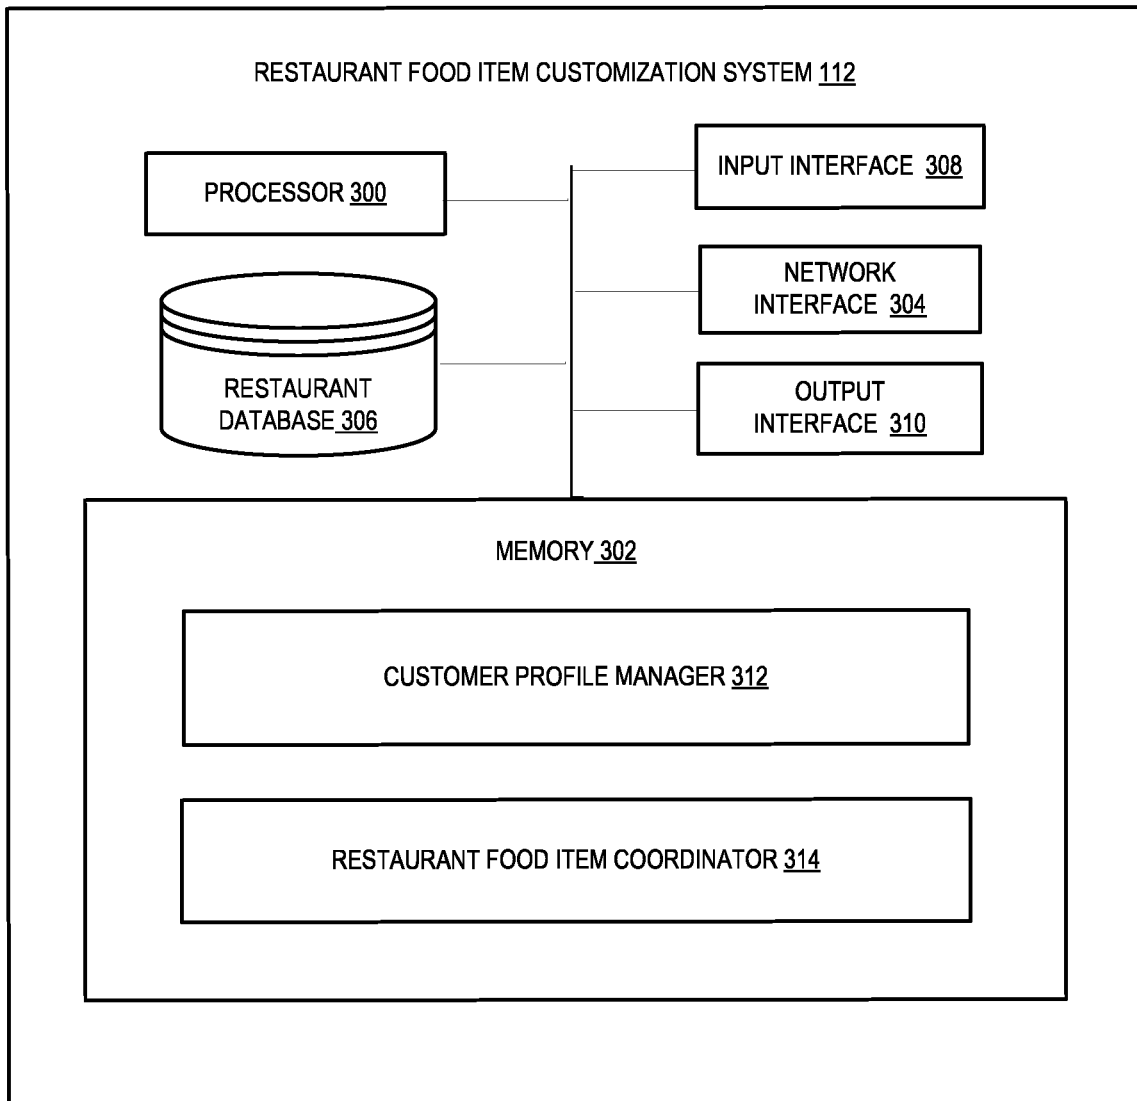 RESTAURANT FOOD ITEM CUSTOMIZATION SYSTEM 112
PROCESSOR 300
INPUT INTERFACE 308
NETWORK
INTERFACE 304
RESTAURANT
DATABASE 306
OUTPUT
INTERFACE 310
MEMORY 302
CUSTOMER PROFILE MANAGER 312
RESTAURANT FOOD ITEM COORDINATOR 314